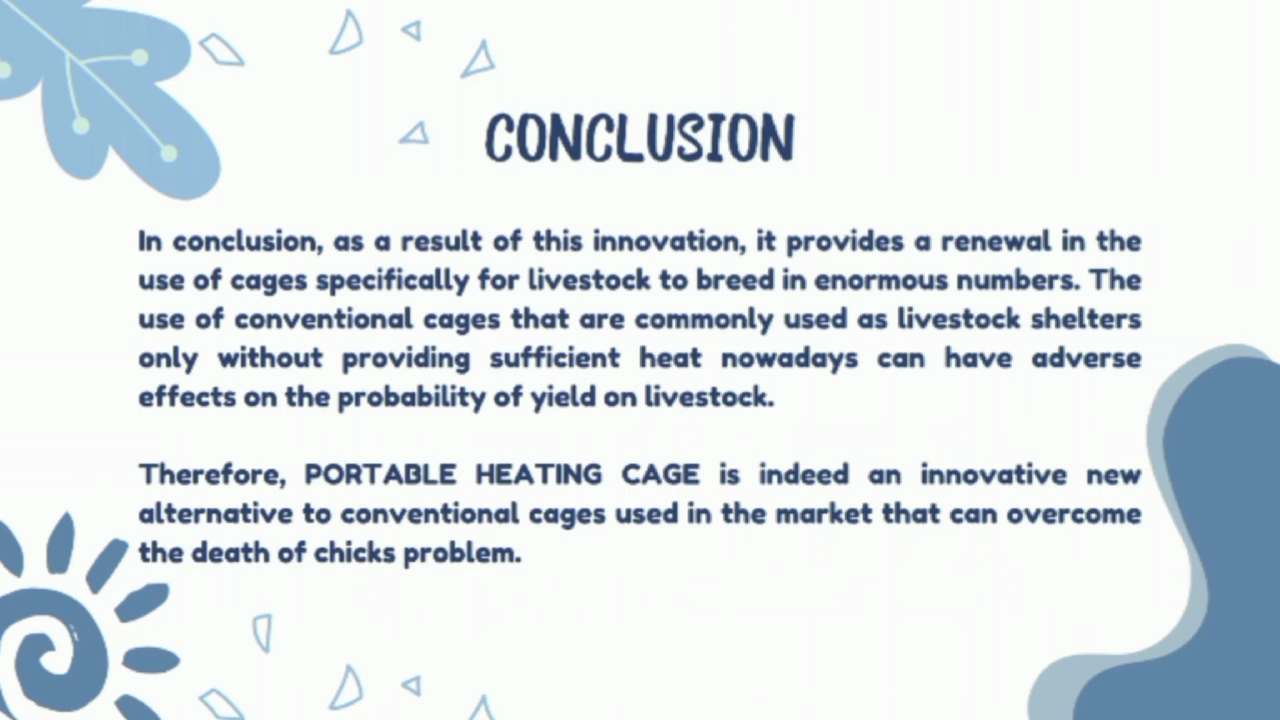 CONCLUSION
In conclusion, as a result of this innovation, it provides a renewal in the
use of cages specifically for livestock to breed in enormous numbers. The
use of conventional cages that are commonly used as livestock shelters
only without providing sufficient heat nowadays can have adverse
effects on the probability of yield on livestock.
Therefore, PORTABLE HEATING CAGE is indeed an innovative new
alternative to conventional cages used in the market that can overcome
the death of chicks problem.